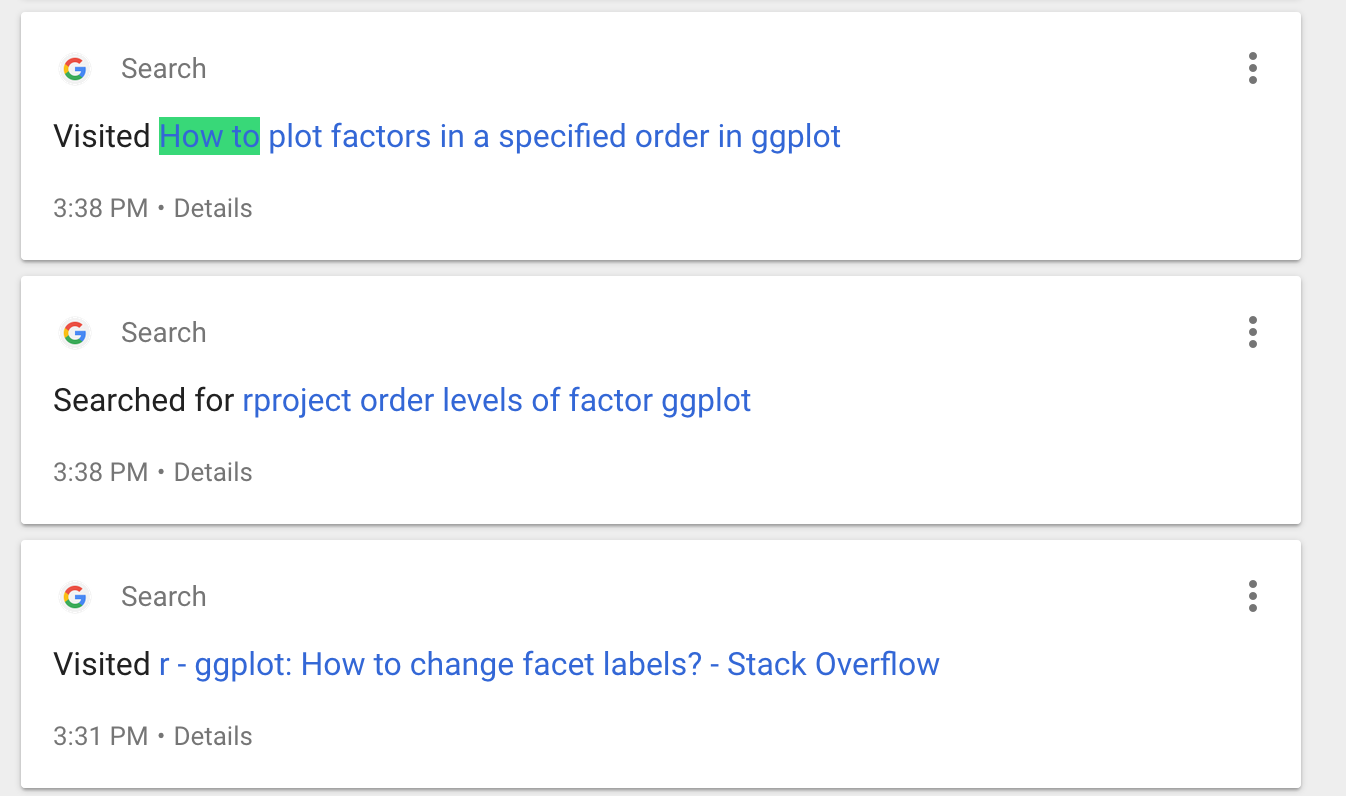 Search
Visited How to plot factors in a specified order in ggplot
3:38 PM • Details
Search
Searched for rproject order levels of factor ggplot
3:38 PM • Details
Search
Visited r - ggplot: How to change facet labels? - Stack Overflow
3:31 PM • Details